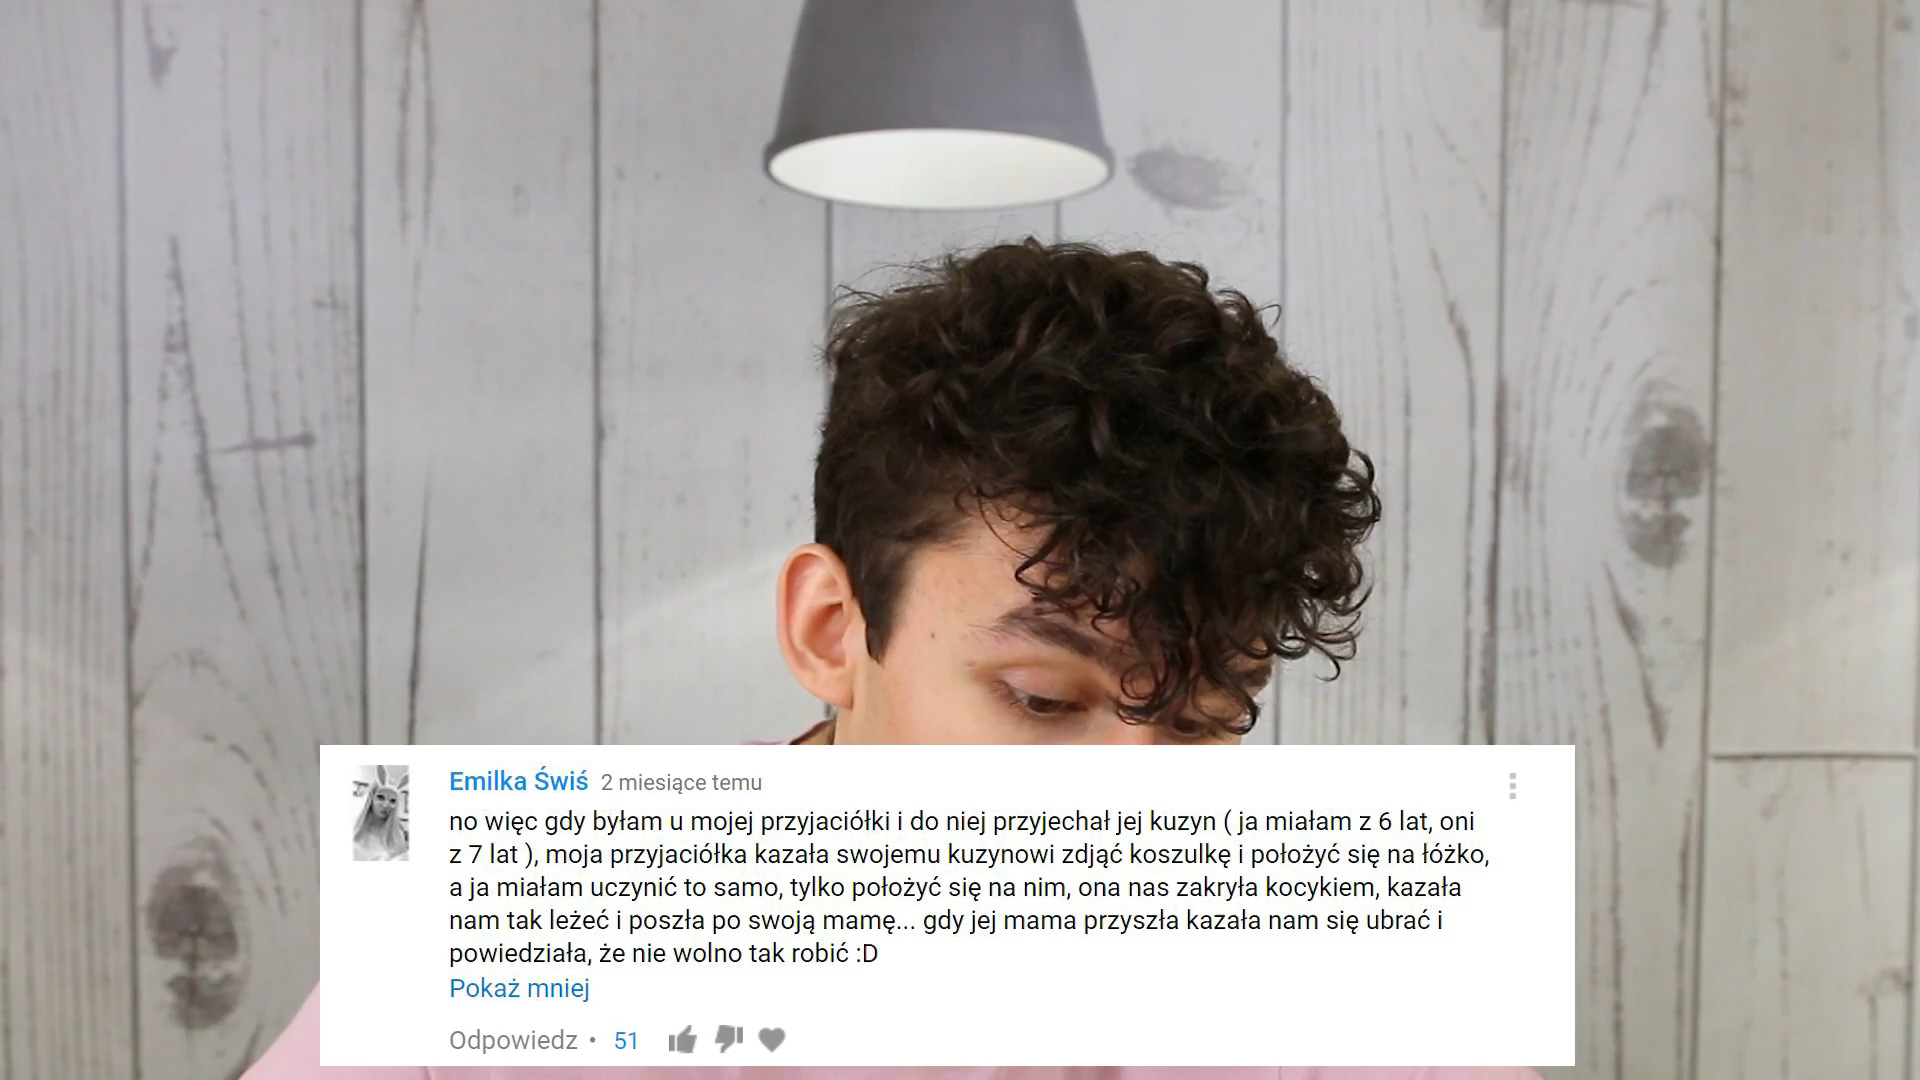 Emilka Świś 2 miesiące temu
no więc gdy byłam u mojej przyjaciółki i do niej przyjechał jej kuzyn ( ja miałam z 6 lat, oni
z 7 lat ), moja przyjaciółka kazała swojemu kuzynowi zdjąć koszulkę i położyć się na łóżko,
a ja miałam uczynić to samo, tylko położyć się na nim, ona nas zakryła kocykiem, kazała
nam tak leżeć i poszła po swoją mamę... gdy jej mama przyszła kazała nam się ubrać i
powiedziała, że nie wolno tak robić :D
Pokaż mniej
Odpowiedz • 51